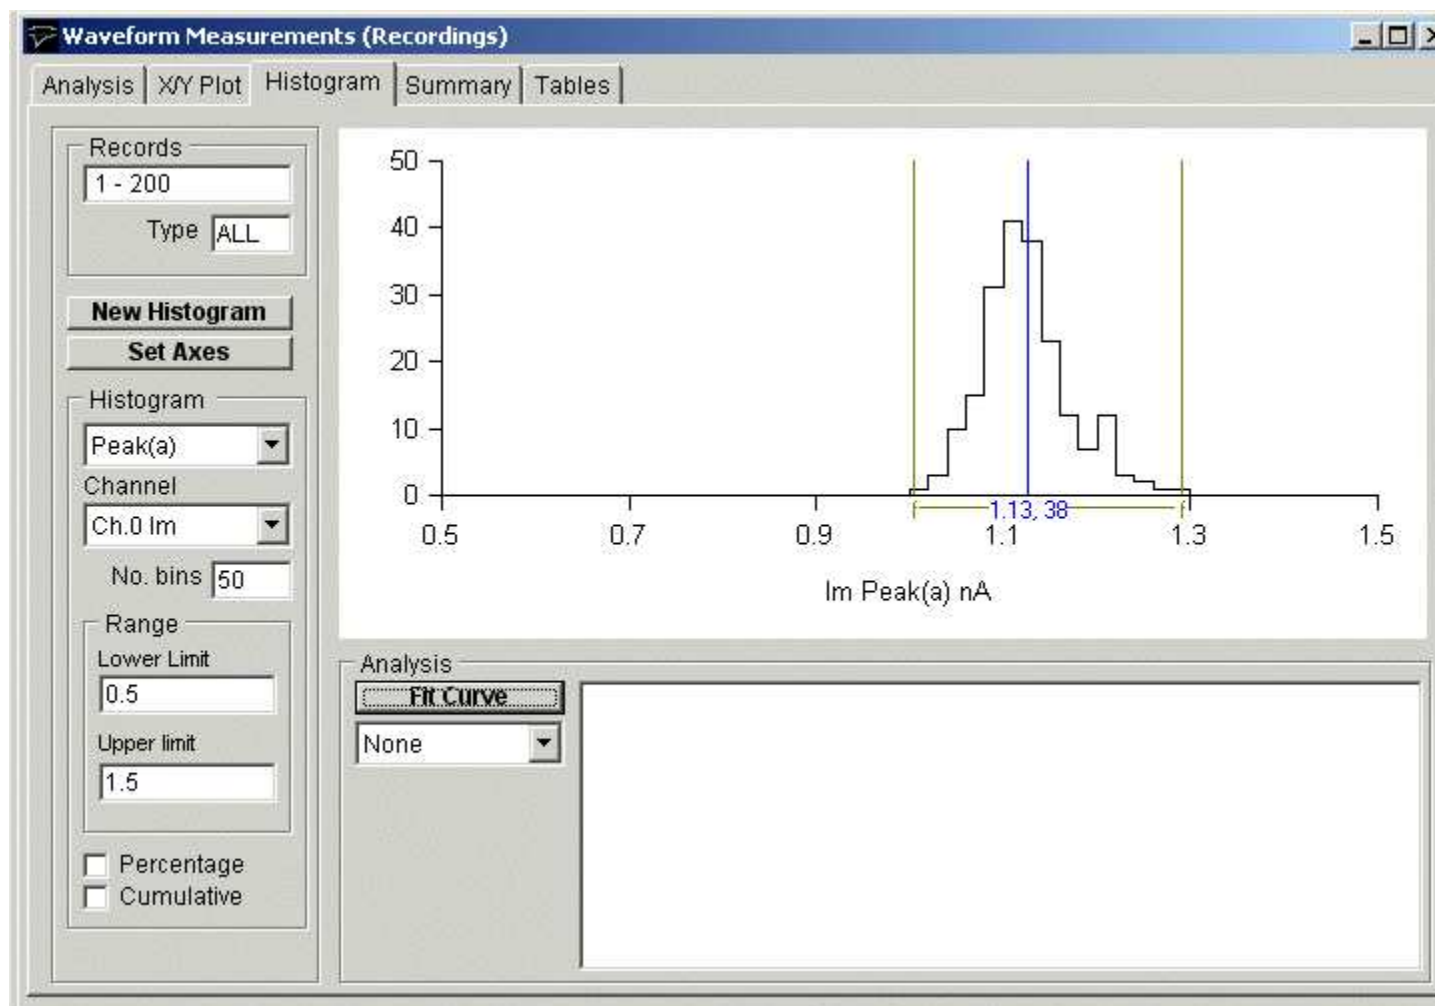 Waveform Measurements (Recordings)
Analysis X/Y Plot Histogram Summary Tables
Records
1 - 200
Type ALL
New Histogram
Set Axes
Histogram
Peak(a)
Channel
Ch.0 Im
No. bins 50
Range
Lower Limit
0.5
Upper limit
1.5
Percentage
Cumulative
50
40
30
20
10
0
1.13, 38
0.5 0.7 0.9 1.1 1.3 1.5
Im Peak(a) nA
Analysis
Fit Curve
None